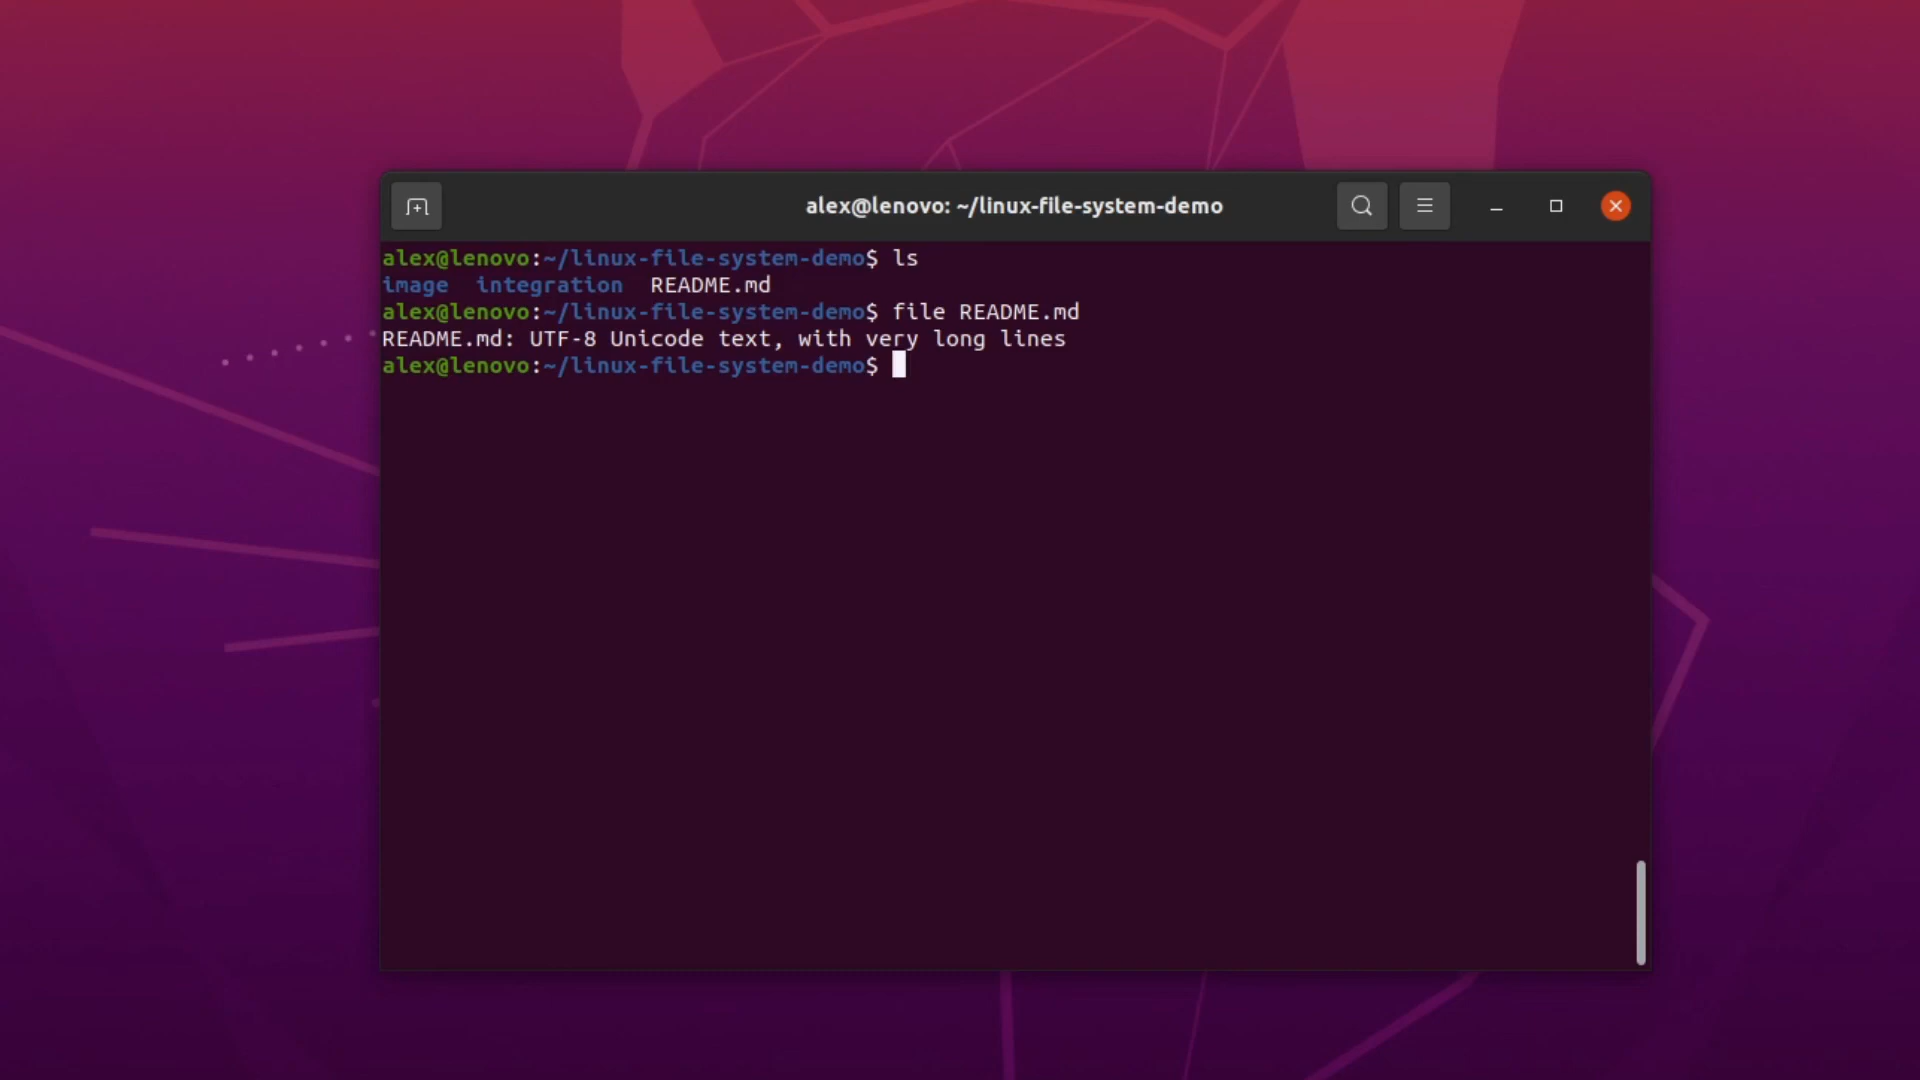 alex@lenovo: ~/linux-file-system-demo
alex@lenovo:~/linux-file-system-demo$ ls
image  integration  README.md
alex@lenovo:~/linux-file-system-demo$ file README.md
README.md: UTF-8 Unicode text, with very long lines
alex@lenovo:~/linux-file-system-demo$